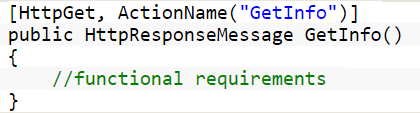 [HttpGet, ActionName("GetInfo")]
public HttpResponseMessage GetInfo()
{
    //functional requirements
}